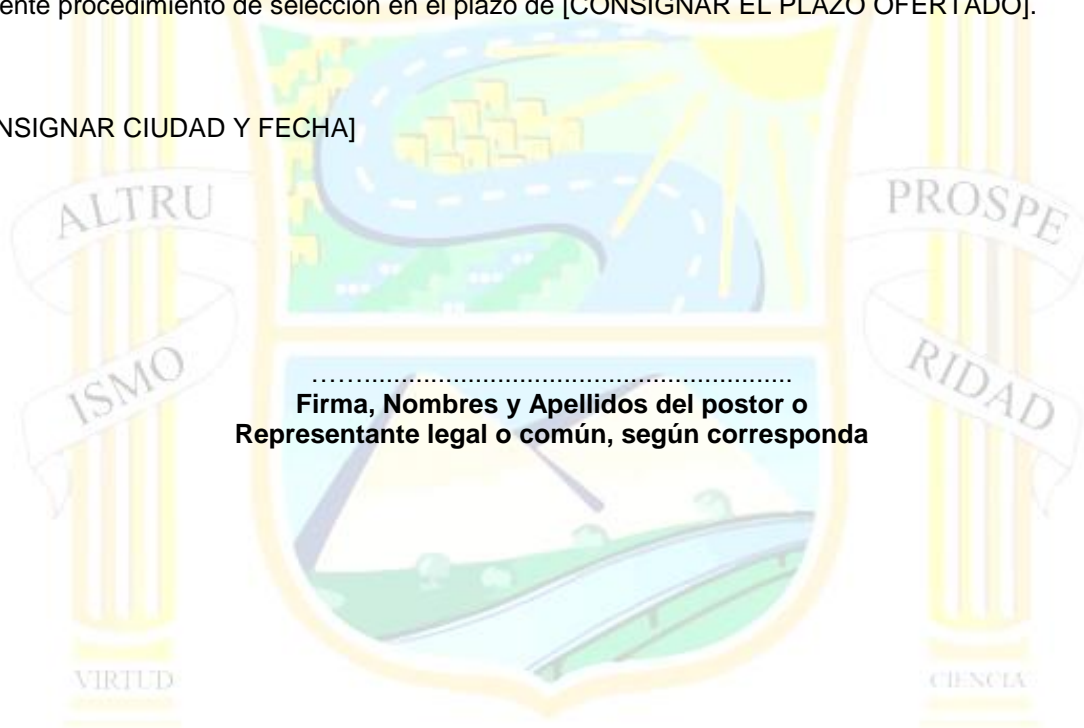 ente procedimiento de selección en el plazo de [CONSIGNAR EL PLAZO OFERTADO].
NSIGNAR CIUDAD Y FECHA]
ALTRU
ISMO
PROSPE
RIDAD
……............................................................
Firma, Nombres y Apellidos del postor o
Representante legal o común, según corresponda
VIRTUD
CIENCIA